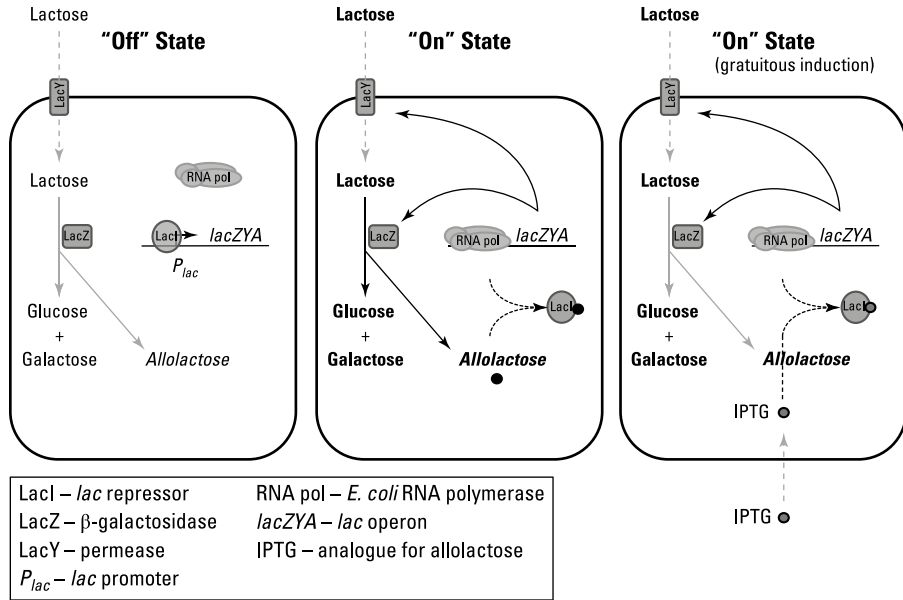 Lactose
"Off" State
LacY
Lactose
RNA pol
LacZ
LacI
lacZYA
P_lac
Glucose
+
Galactose
Allolactose
Lactose
"On" State
LacY
Lactose
LacZ
RNA pol
lacZYA
LacI
Glucose
+
Galactose
Allolactose
Lactose
"On" State
(gratuitous induction)
LacY
Lactose
LacZ
RNA pol
lacZYA
LacI
Glucose
+
Galactose
Allolactose
IPTG
IPTG
LacI – lac repressor
LacZ – β-galactosidase
LacY – permease
P_lac – lac promoter
RNA pol – E. coli RNA polymerase
lacZYA – lac operon
IPTG – analogue for allolactose